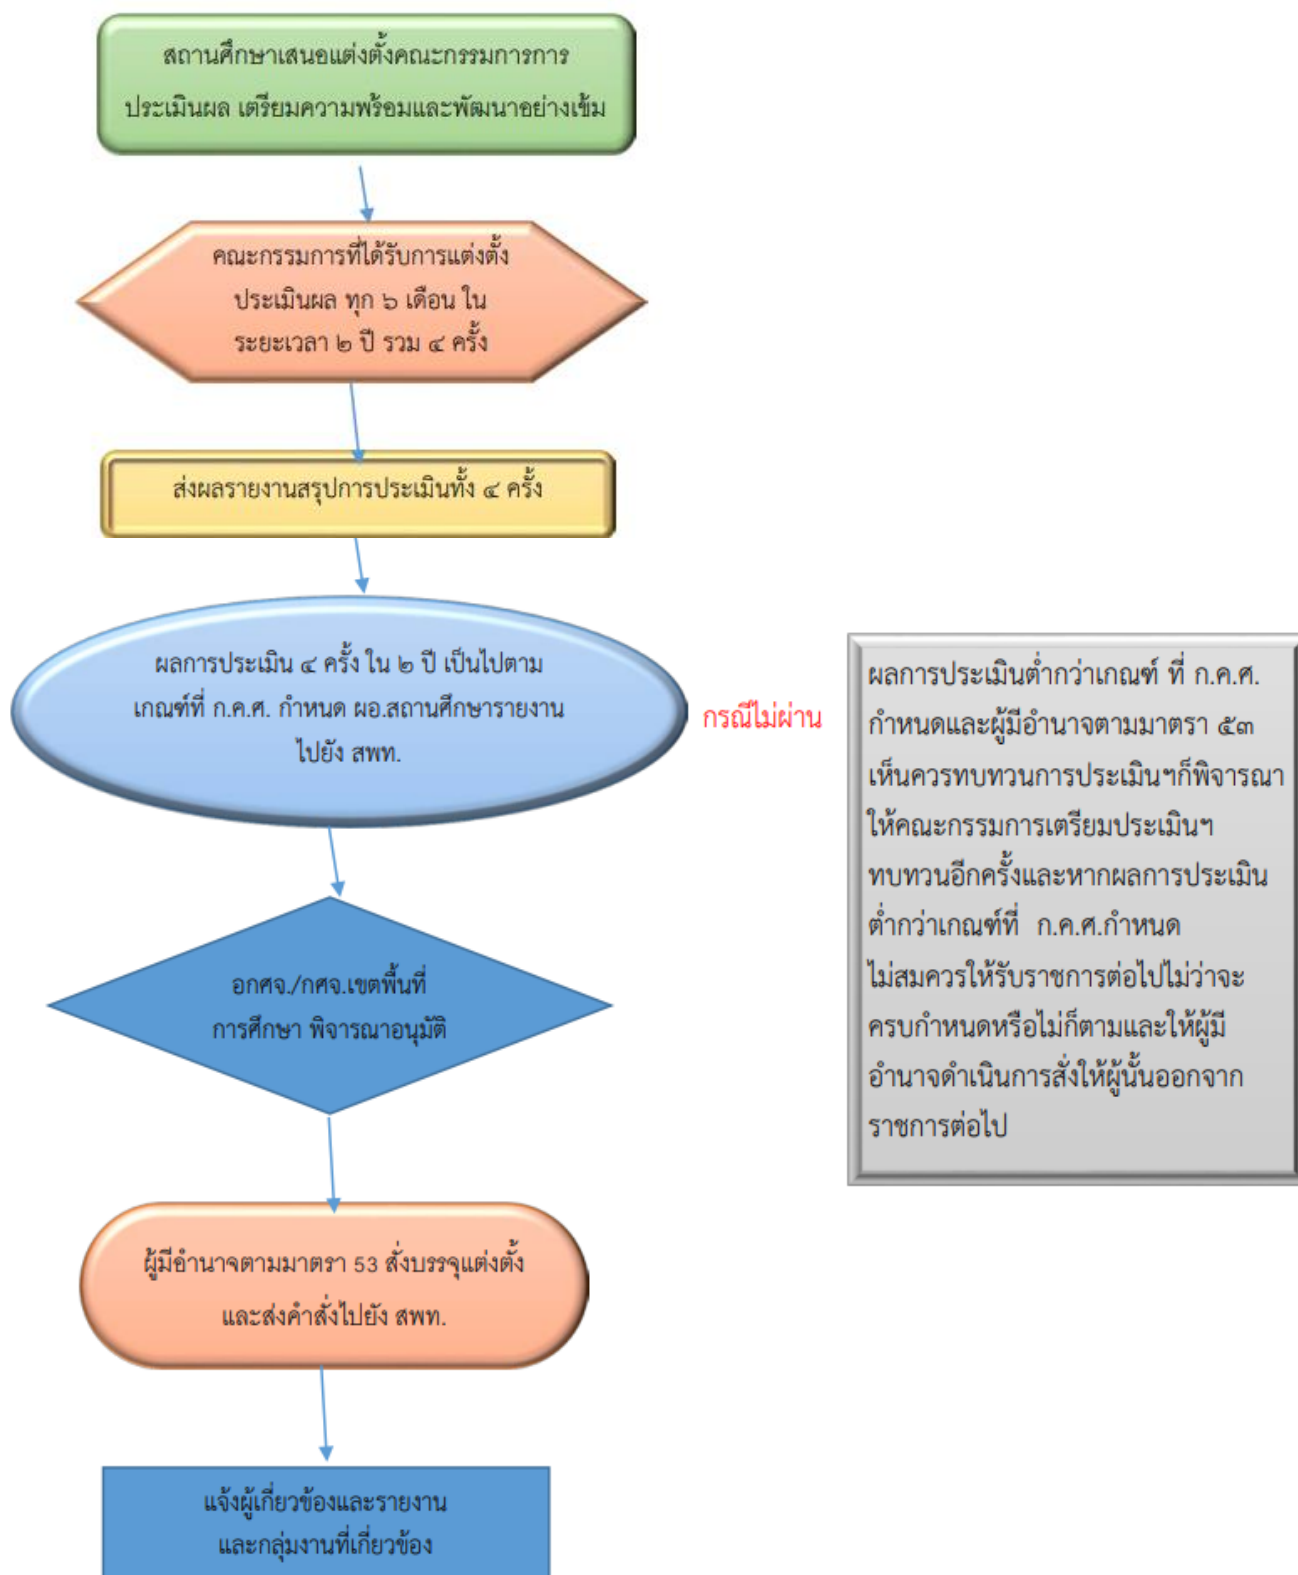 สถานศึกษาเสนอแต่งตั้งคณะกรรมการการ
ประเมินผล เตรียมความพร้อมและพัฒนาอย่างเข้ม
คณะกรรมการที่ได้รับการแต่งตั้ง
ประเมินผล ทุก ๖ เดือน ใน
ระยะเวลา ๒ ปี รวม ๔ ครั้ง
ส่งผลรายงานสรุปการประเมินทั้ง ๔ ครั้ง
ผลการประเมิน ๔ ครั้ง ใน ๒ ปี เป็นไปตาม
เกณฑ์ที่ ก.ค.ศ. กำหนด ผอ.สถานศึกษารายงาน
ไปยัง สพท.
กรณีไม่ผ่าน
ผลการประเมินต่ำกว่าเกณฑ์ ที่ ก.ค.ศ.
กำหนดและผู้มีอำนาจตามมาตรา ๕๓
เห็นควรทบทวนการประเมินฯก็พิจารณา
ให้คณะกรรมการเตรียมประเมินฯ
ทบทวนอีกครั้งและหากผลการประเมิน
ต่ำกว่าเกณฑ์ที่ ก.ค.ศ.กำหนด
ไม่สมควรให้รับราชการต่อไปไม่ว่าจะ
ครบกำหนดหรือไม่ก็ตามและให้ผู้มี
อำนาจดำเนินการสั่งให้ผู้นั้นออกจาก
ราชการต่อไป
อกศจ./กศจ.เขตพื้นที่
การศึกษา พิจารณาอนุมัติ
ผู้มีอำนาจตามมาตรา 53 สั่งบรรจุแต่งตั้ง
และส่งคำสั่งไปยัง สพท.
แจ้งผู้เกี่ยวข้องและรายงาน
และกลุ่มงานที่เกี่ยวข้อง